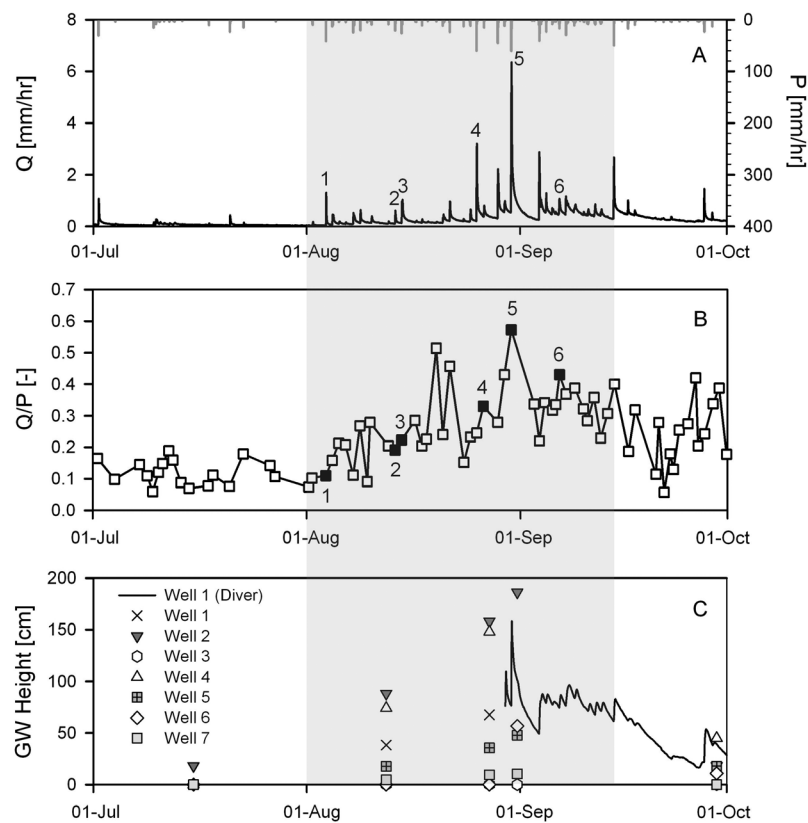 8 0
A
6 5 100
Q [mm/hr] P [mm/hr]
4 4 200
2 1 2 3 6 300
0 400
01-Jul 01-Aug 01-Sep 01-Oct
0.7
B
0.6 5
0.5 6
Q/P [-] 0.4 4
0.3 3
0.2 2
0.1 1
0.0
01-Jul 01-Aug 01-Sep 01-Oct
200
C
Well 1 (Diver)
Well 1
150
Well 2
Well 3
GW Height [cm] 100
Well 4
Well 5
50
Well 6
Well 7
0
01-Jul 01-Aug 01-Sep 01-Oct